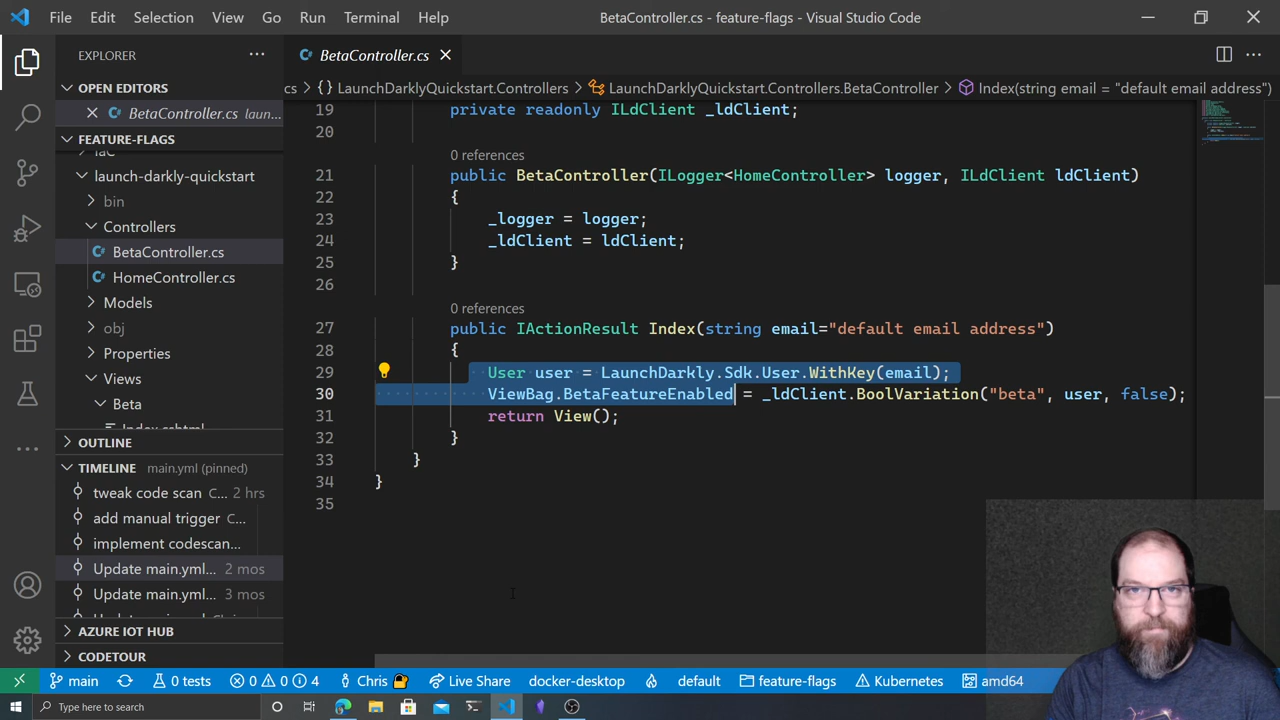 File Edit Selection View Go Run Terminal Help
BetaController.cs - feature-flags - Visual Studio Code
EXPLORER
OPEN EDITORS
BetaController.cs laun...
FEATURE-FLAGS
IaC
launch-darkly-quickstart
bin
Controllers
BetaController.cs
HomeController.cs
Models
obj
Properties
Views
Beta
Index.cshtml
OUTLINE
TIMELINE main.yml (pinned)
tweak code scan C... 2 hrs
add manual trigger C...
implement codescan...
Update main.yml... 2 mos
Update main.yml... 3 mos
AZURE IOT HUB
CODETOUR
BetaController.cs
cs > {} LaunchDarklyQuickstart.Controllers > LaunchDarklyQuickstart.Controllers.BetaController > Index(string email = "default email address")
19 private readonly ILdClient _ldClient;
20
0 references
21 public BetaController(ILogger<HomeController> logger, ILdClient ldClient)
22 {
23 _logger = logger;
24 _ldClient = ldClient;
25 }
26
0 references
27 public IActionResult Index(string email="default email address")
28 {
29 User user = LaunchDarkly.Sdk.User.WithKey(email);
30 ViewBag.BetaFeatureEnabled = _ldClient.BoolVariation("beta", user, false);
31 return View();
32 }
33 }
34 }
35
main 0 tests 0 0 4 Chris Live Share docker-desktop default feature-flags Kubernetes amd64
Type here to search